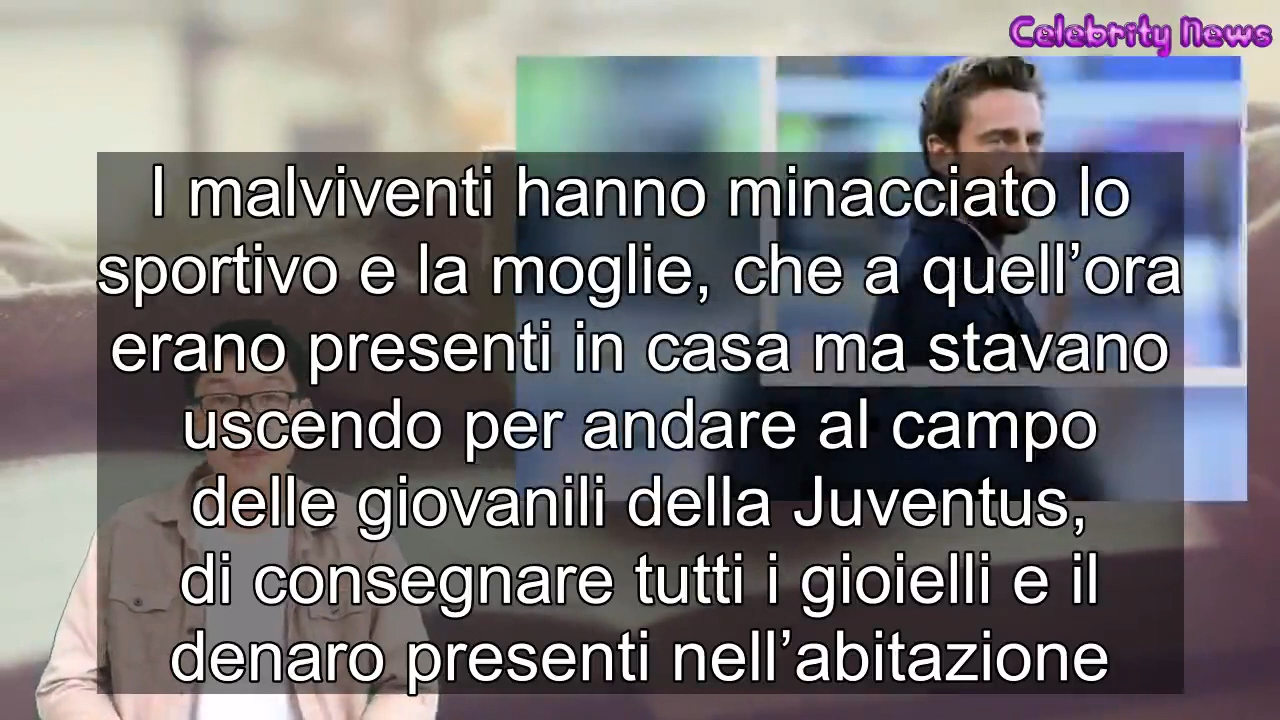 Celebrity News
I malviventi hanno minacciato lo
sportivo e la moglie, che a quell’ora
erano presenti in casa ma stavano
uscendo per andare al campo
delle giovanili della Juventus,
di consegnare tutti i gioielli e il
denaro presenti nell’abitazione